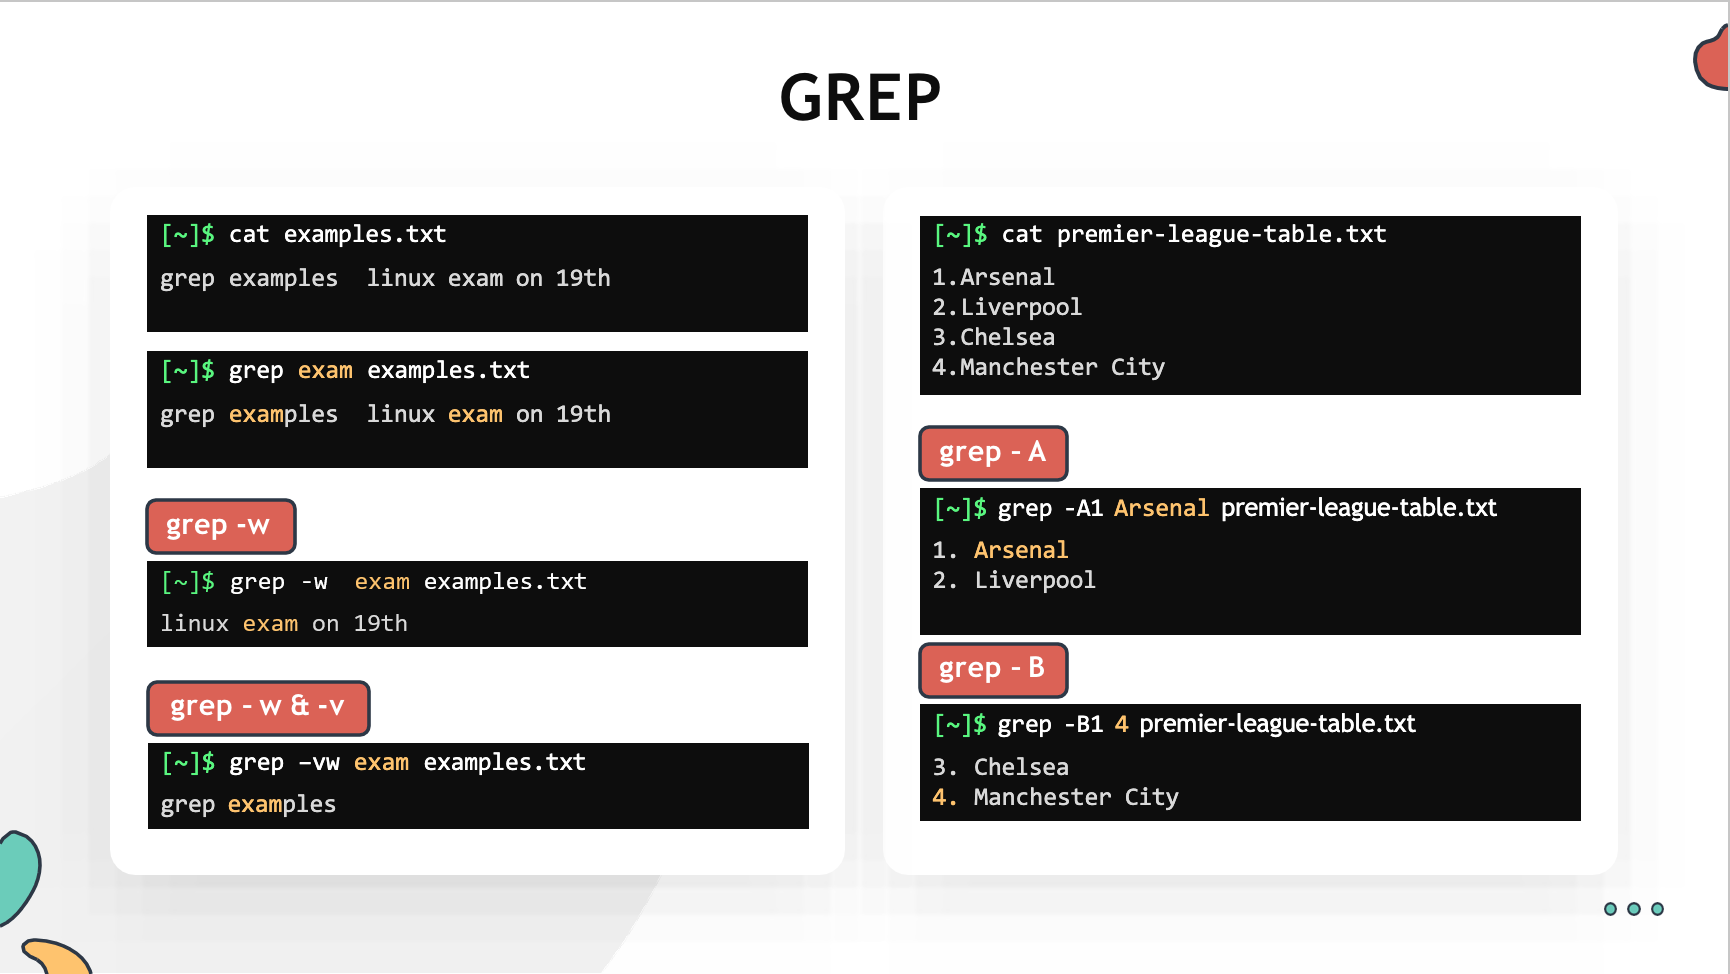 GREP
[~]$ cat examples.txt
grep examples  linux exam on 19th
[~]$ grep exam examples.txt
grep examples  linux exam on 19th
grep -w
[~]$ grep -w  exam examples.txt
linux exam on 19th
grep - w & -v
[~]$ grep –vw exam examples.txt
grep examples
[~]$ cat premier-league-table.txt
1.Arsenal
2.Liverpool
3.Chelsea
4.Manchester City
grep - A
[~]$ grep -A1 Arsenal premier-league-table.txt
1. Arsenal
2. Liverpool
grep - B
[~]$ grep -B1 4 premier-league-table.txt
3. Chelsea
4. Manchester City